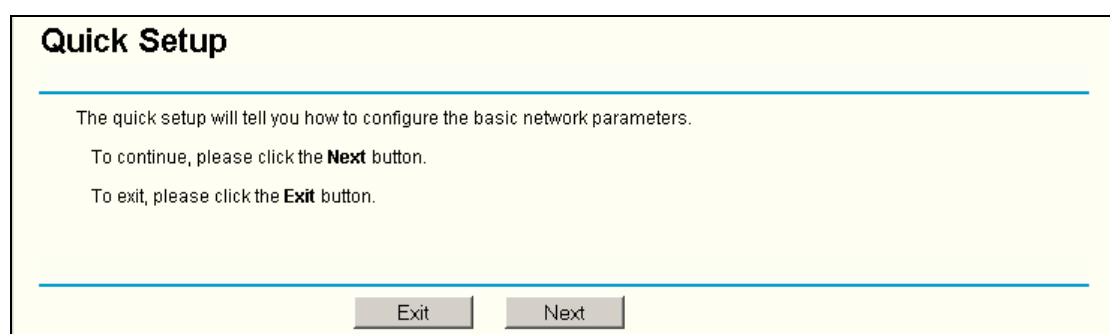 Quick Setup
The quick setup will tell you how to configure the basic network parameters.
To continue, please click the Next button.
To exit, please click the Exit button.
Exit Next